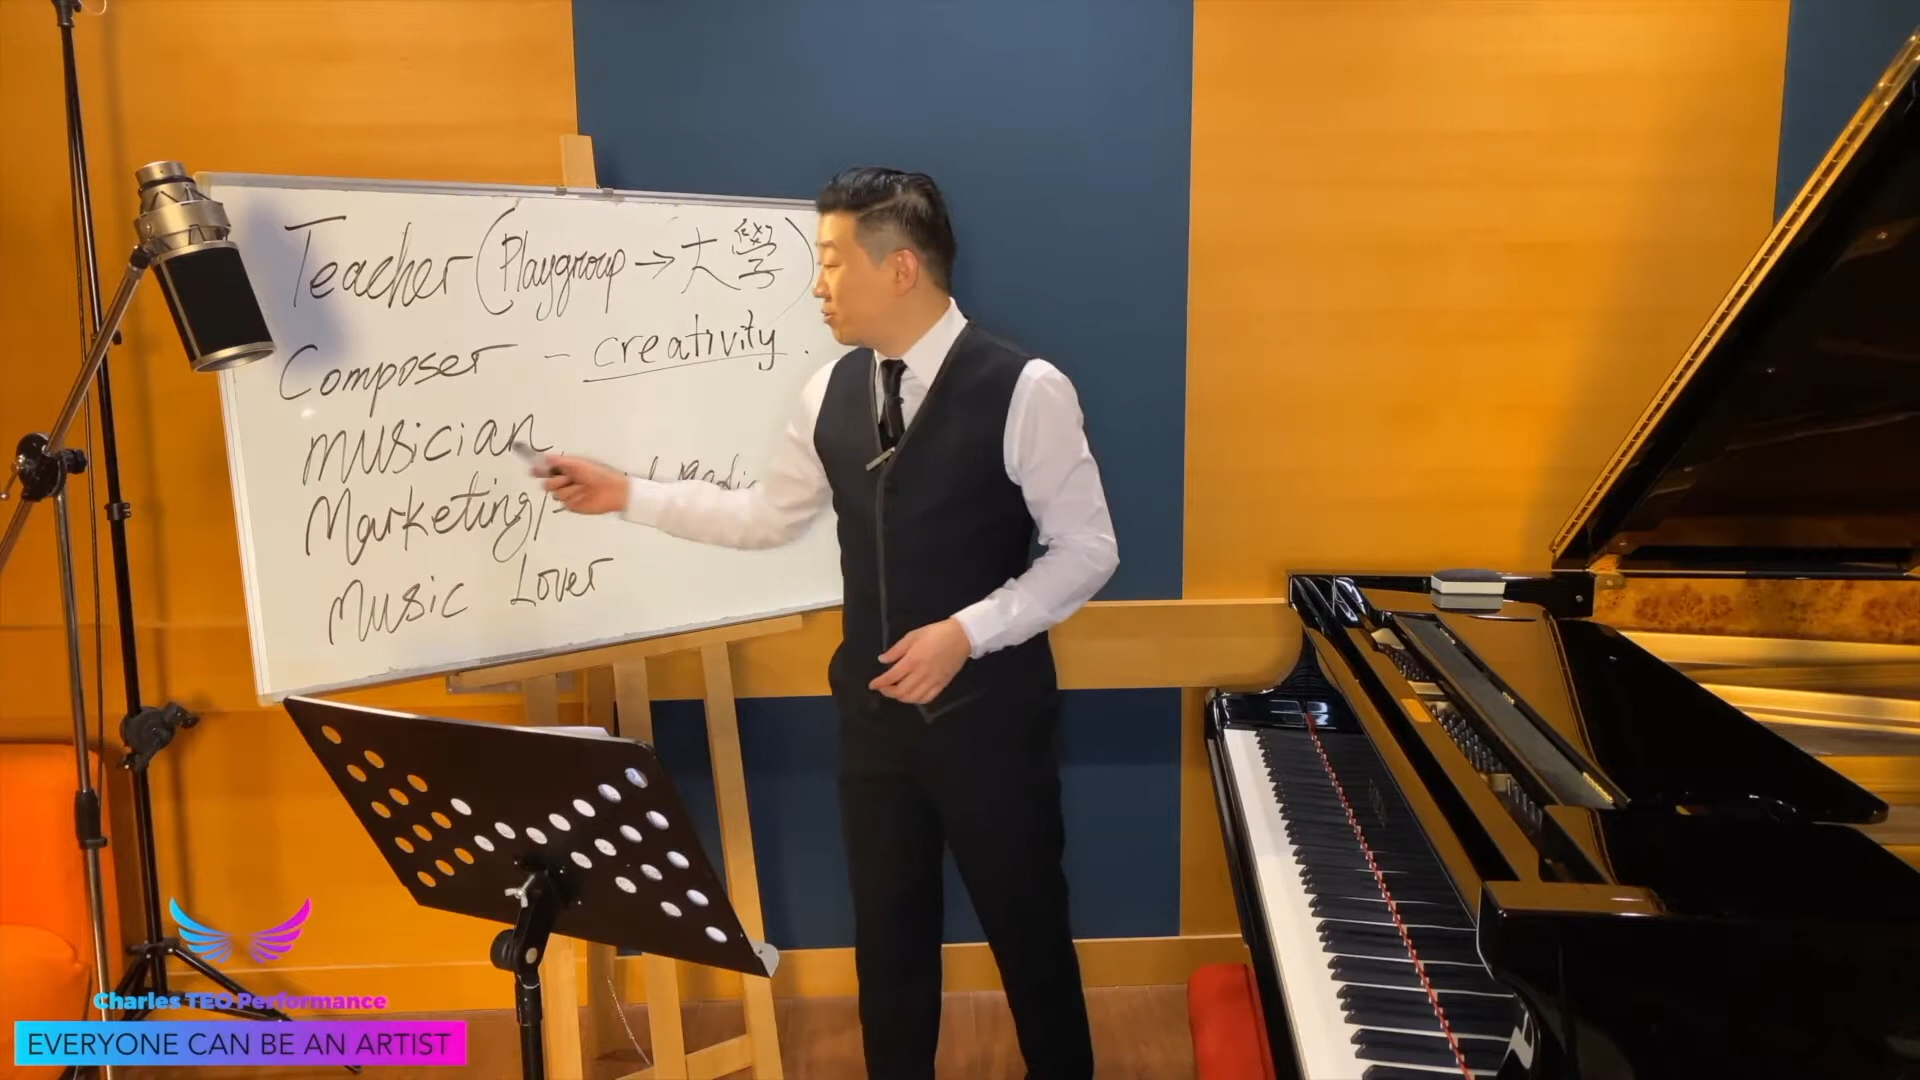 Teacher (Playgroup → 大學)
Composer - creativity.
musician
Marketing/
Music Lover
Charles TEO Performance
EVERYONE CAN BE AN ARTIST